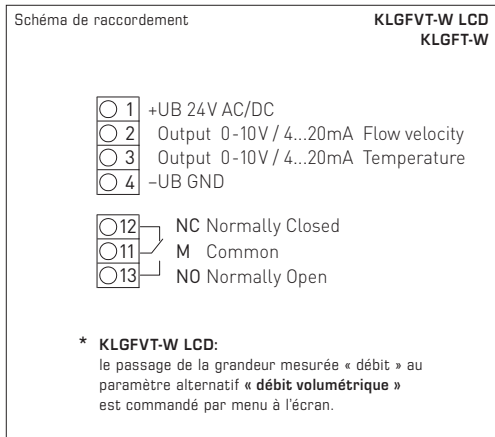 Schéma de raccordement KLGFVT-W LCD
KLGFT-W
1 +UB 24V AC/DC
2 Output 0-10V / 4...20mA Flow velocity
3 Output 0-10V / 4...20mA Temperature
4 –UB GND
12 NC Normally Closed
11 M Common
13 NO Normally Open
* KLGFVT-W LCD:
le passage de la grandeur mesurée « débit » au
paramètre alternatif « débit volumétrique »
est commandé par menu à l'écran.